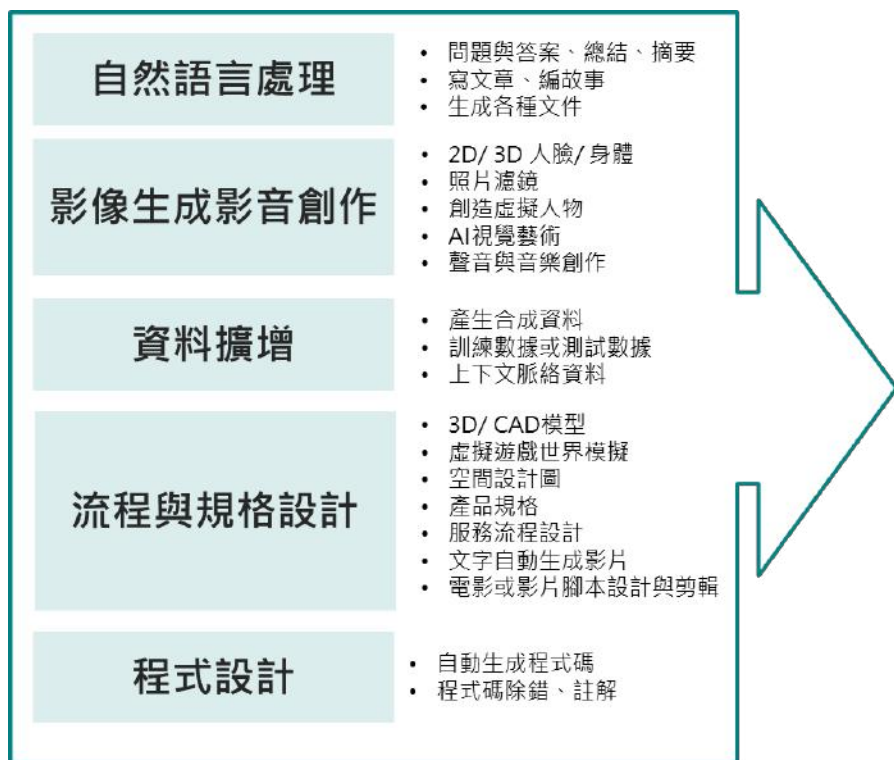 自然語言處理
• 問題與答案、總結、摘要
• 寫文章、編故事
• 生成各種文件
影像生成影音創作
• 2D/ 3D 人臉/ 身體
• 照片濾鏡
• 創造虛擬人物
• AI視覺藝術
• 聲音與音樂創作
資料擴增
• 產生合成資料
• 訓練數據或測試數據
• 上下文脈絡資料
流程與規格設計
• 3D/ CAD模型
• 虛擬遊戲世界模擬
• 空間設計圖
• 產品規格
• 服務流程設計
• 文字自動生成影片
• 電影或影片腳本設計與剪輯
程式設計
• 自動生成程式碼
• 程式碼除錯、註解